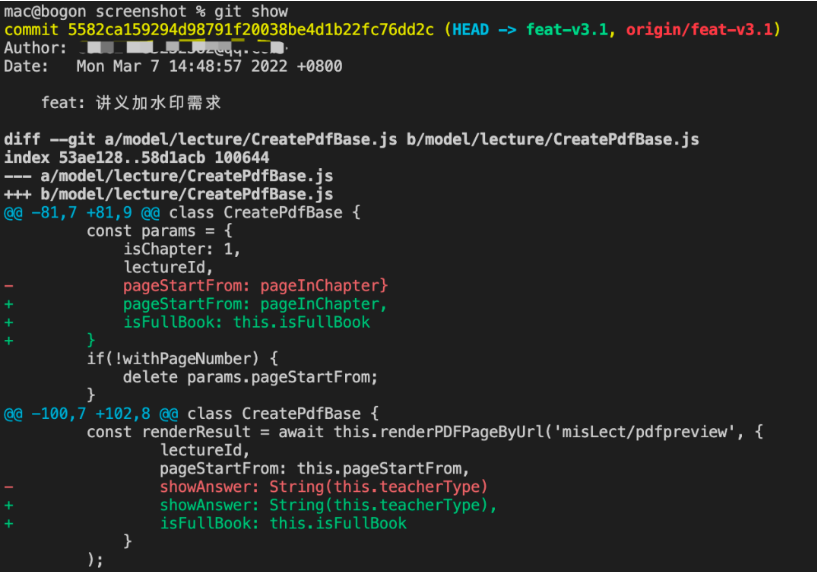 mac@bogon screenshot % git show
commit 5582ca159294d98791f20038be4d1b22fc76dd2c (HEAD -> feat-v3.1, origin/feat-v3.1)
Author:
Date:   Mon Mar 7 14:48:57 2022 +0800

    feat: 讲义加水印需求

diff --git a/model/lecture/CreatePdfBase.js b/model/lecture/CreatePdfBase.js
index 53ae128..58d1acb 100644
--- a/model/lecture/CreatePdfBase.js
+++ b/model/lecture/CreatePdfBase.js
@@ -81,7 +81,9 @@ class CreatePdfBase {
         const params = {
             isChapter: 1,
             lectureId,
-            pageStartFrom: pageInChapter}
+            pageStartFrom: pageInChapter,
+            isFullBook: this.isFullBook
+        }
         if(!withPageNumber) {
             delete params.pageStartFrom;
         }
@@ -100,7 +102,8 @@ class CreatePdfBase {
         const renderResult = await this.renderPDFPageByUrl('misLect/pdfpreview', {
                 lectureId,
                 pageStartFrom: this.pageStartFrom,
-                showAnswer: String(this.teacherType)
+                showAnswer: String(this.teacherType),
+                isFullBook: this.isFullBook
             }
         );